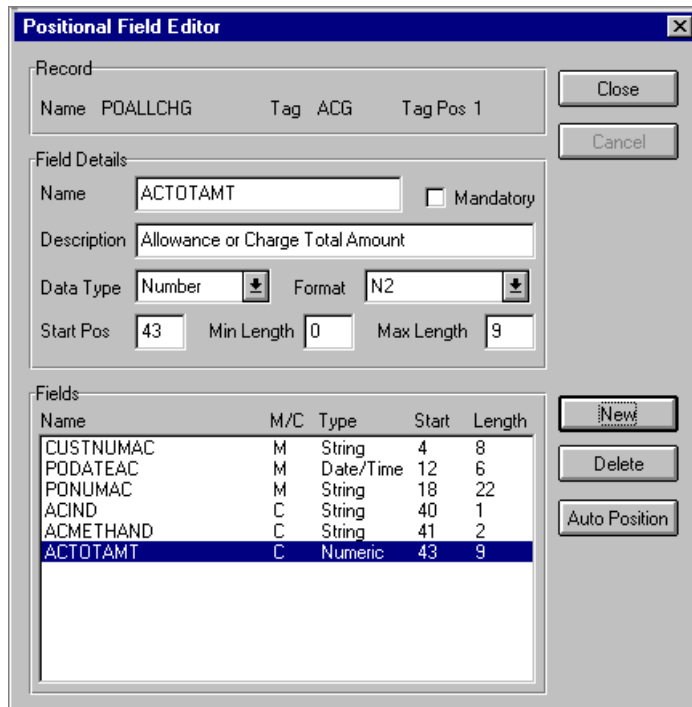 Positional Field Editor
Record
Name POALLCHG Tag ACG Tag Pos 1
Close
Cancel
Field Details
Name ACTOTAMT Mandatory
Description Allowance or Charge Total Amount
Data Type Number Format N2
Start Pos 43 Min Length 0 Max Length 9
Fields
Name M/C Type Start Length
CUSTNUMAC M String 4 8
PODATEAC M Date/Time 12 6
PONUMAC M String 18 22
ACIND C String 40 1
ACMETHAND C String 41 2
ACTOTAMT C Numeric 43 9
New
Delete
Auto Position